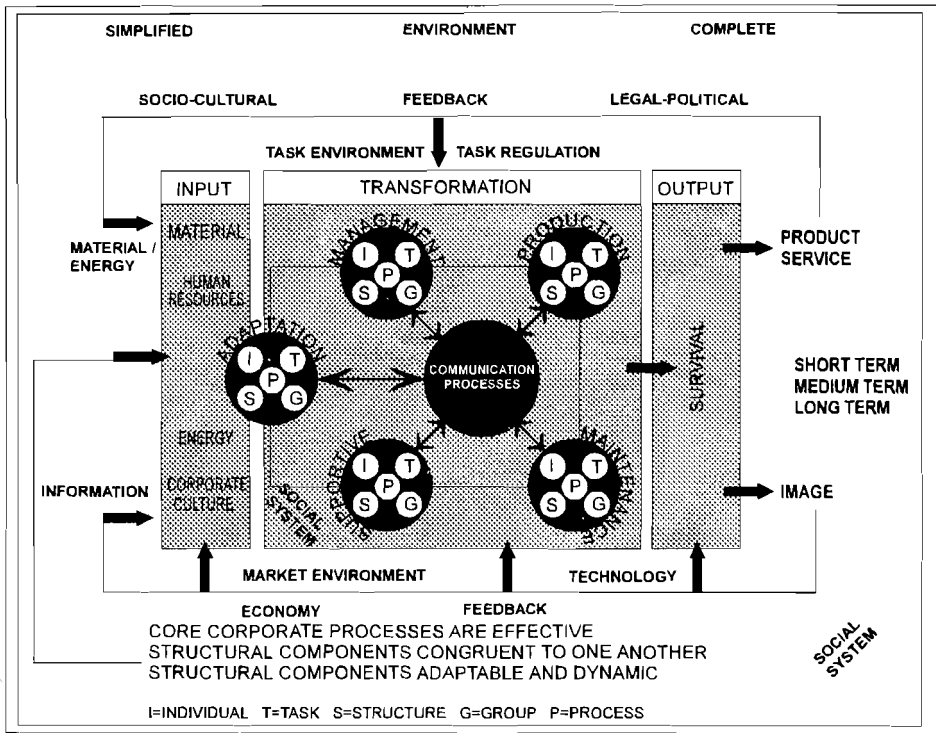 SIMPLIFIED ENVIRONMENT COMPLETE
SOCIO-CULTURAL FEEDBACK LEGAL-POLITICAL
TASK ENVIRONMENT TASK REGULATION
INPUT TRANSFORMATION OUTPUT
MATERIAL
MATERIAL /
ENERGY
HUMAN
RESOURCES
ENERGY
CORPORATE
CULTURE
INFORMATION
ADAPTATION
I T
P
S G
MANAGEMENT
I T
P
S G
PRODUCTION
I T
P
S G
COMMUNICATION
PROCESSES
SUPPORTIVE
I T
P
S G
MAINTENANCE
I T
P
S G
SOCIAL
SYSTEM
SURVIVAL
PRODUCT
SERVICE
SHORT TERM
MEDIUM TERM
LONG TERM
IMAGE
MARKET ENVIRONMENT TECHNOLOGY
ECONOMY FEEDBACK
CORE CORPORATE PROCESSES ARE EFFECTIVE
STRUCTURAL COMPONENTS CONGRUENT TO ONE ANOTHER
STRUCTURAL COMPONENTS ADAPTABLE AND DYNAMIC
SOCIAL
SYSTEM
I=INDIVIDUAL T=TASK S=STRUCTURE G=GROUP P=PROCESS